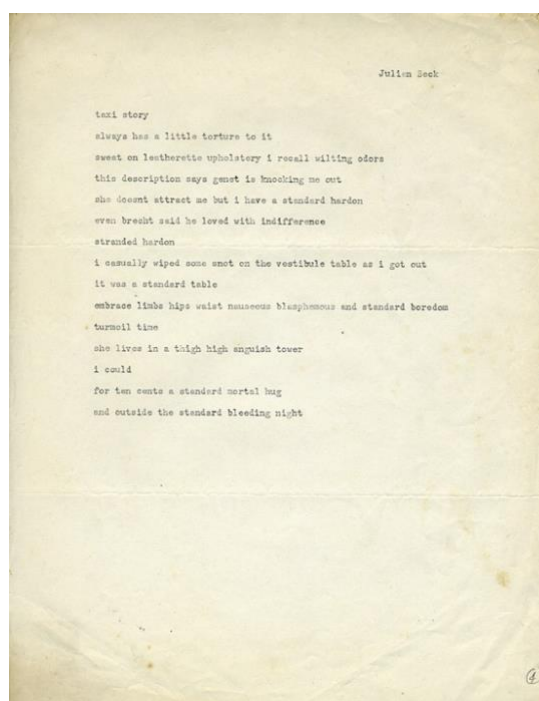 Julian Beck
taxi story
always has a little torture to it
sweat on leatherette upholstory i recall wilting odors
this description says genet is knocking me out
she doesnt attract me but i have a standard hardon
even brecht said he loved with indifference
stranded hardon
i casually wiped some snot on the vestibule table as i got out
it was a standard table
embrace limbs hips waist nauseous blasphemous and standard boredom
turmoil time
she lives in a thigh high anguish tower
i could
for ten cents a standard mortal hug
and outside the standard bleeding night
4